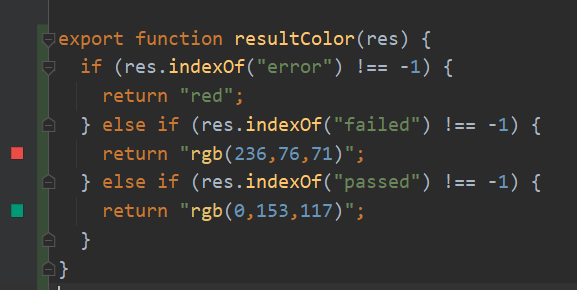 export function resultColor(res) {
  if (res.indexOf("error") !== -1) {
    return "red";
  } else if (res.indexOf("failed") !== -1) {
    return "rgb(236,76,71)";
  } else if (res.indexOf("passed") !== -1) {
    return "rgb(0,153,117)";
  }
}